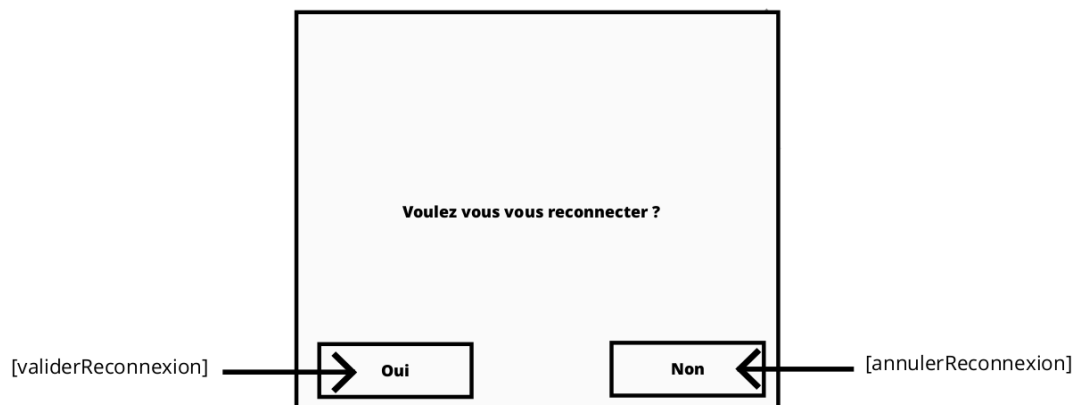 Voulez vous vous reconnecter ?
[validerReconnexion]
Oui
Non
[annulerReconnexion]